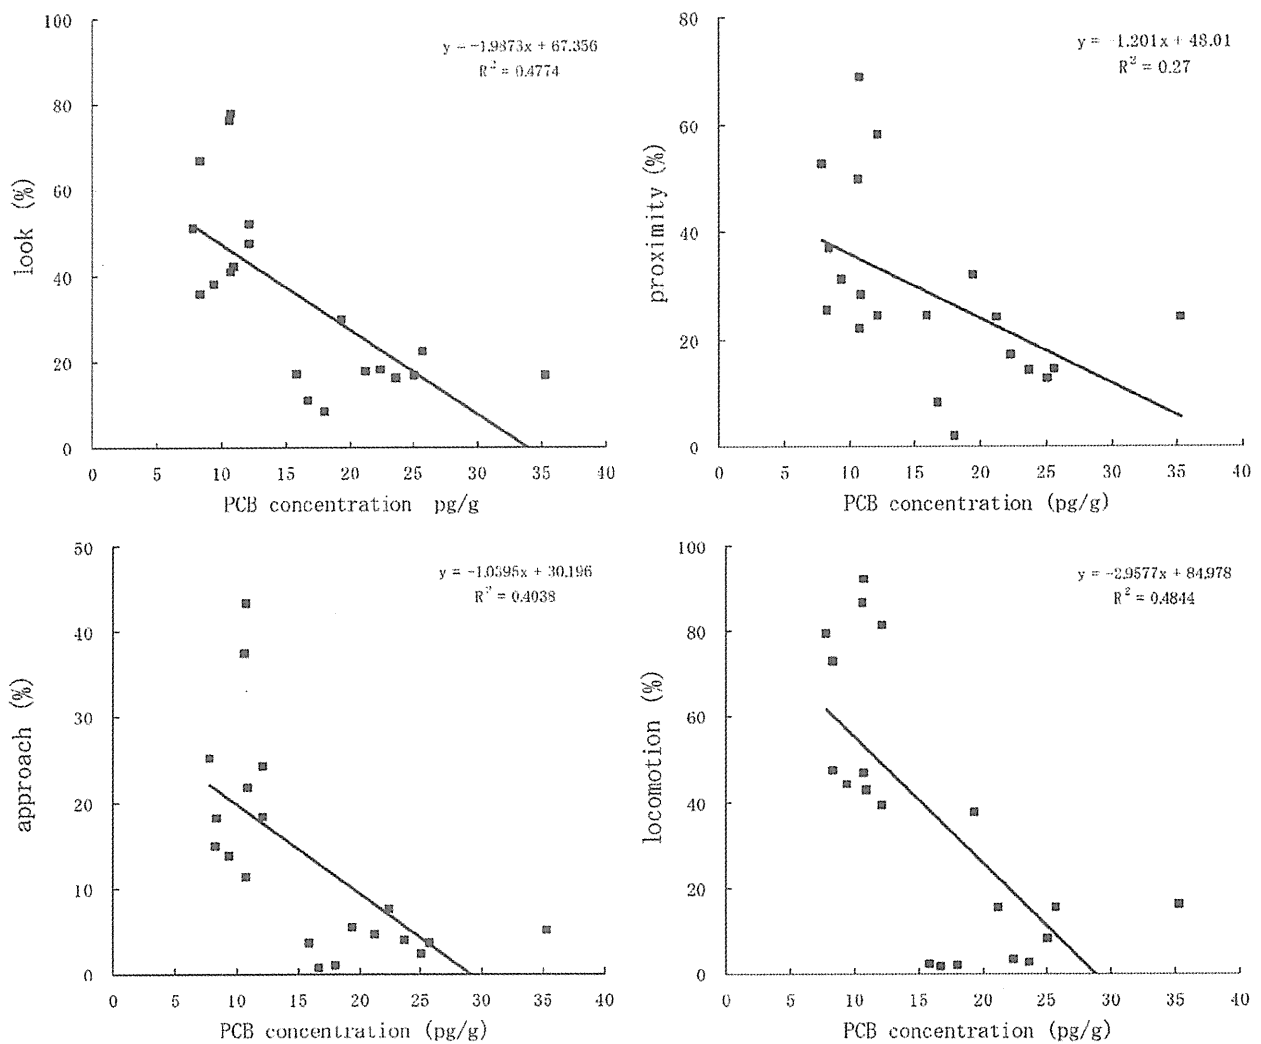 100
80
60
40
20
0
look (%)
y = -1.9873x + 67.356
R² = 0.4774
0 5 10 15 20 25 30 35 40
PCB concentration pg/g
80
60
40
20
0
proximity (%)
y = -1.201x + 48.01
R² = 0.27
0 5 10 15 20 25 30 35 40
PCB concentration (pg/g)
50
40
30
20
10
0
approach (%)
y = -1.0395x + 30.196
R² = 0.4038
0 5 10 15 20 25 30 35 40
PCB concentration (pg/g)
100
80
60
40
20
0
locomotion (%)
y = -2.9577x + 84.978
R² = 0.4844
0 5 10 15 20 25 30 35 40
PCB concentration (pg/g)